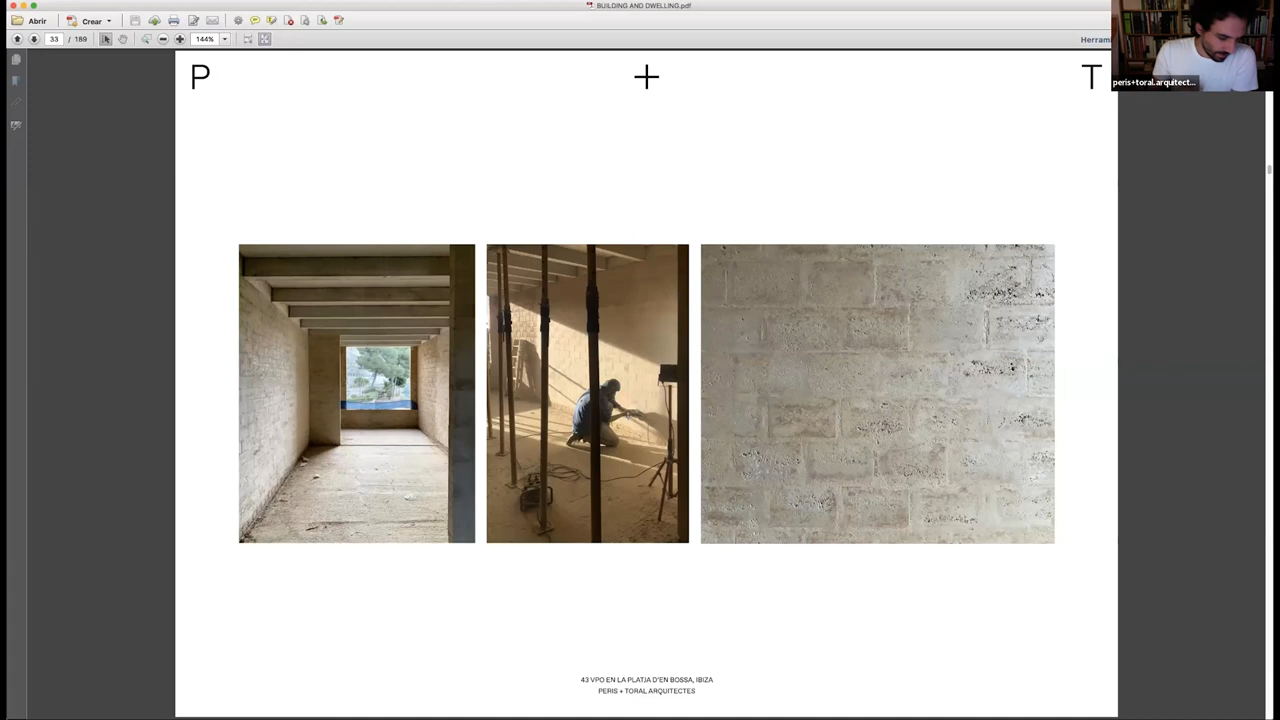 BUILDING AND DWELLING.pdf
Abrir
Crear
33 / 189
144%
Herrami
peris+toral.arquitect...
P + T
43 VPO EN LA PLATJA D'EN BOSSA, IBIZA
PERIS + TORAL ARQUITECTES